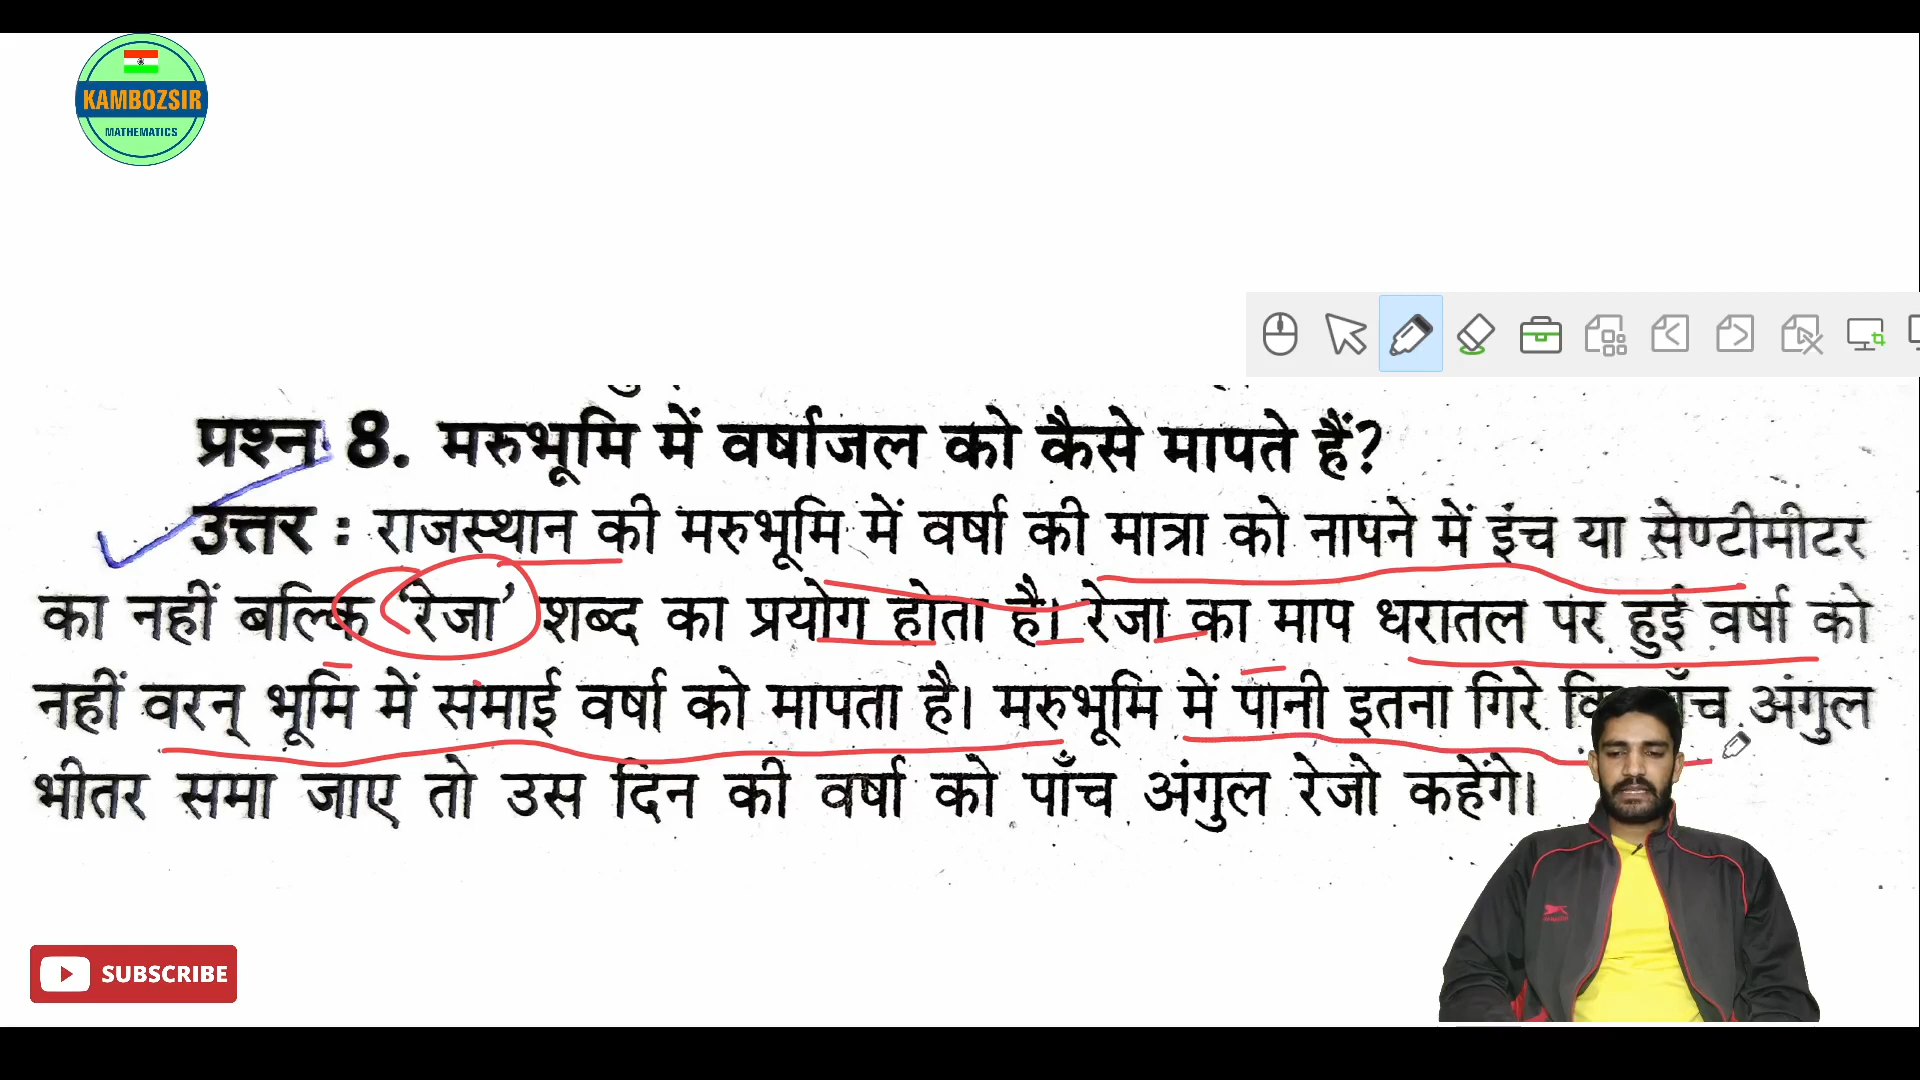 KAMBOZSIR
MATHEMATICS
प्रश्न 8. मरुभूमि में वर्षाजल को कैसे मापते हैं?
उत्तर : राजस्थान की मरुभूमि में वर्षा की मात्रा को नापने में इंच या सेण्टीमीटर
का नहीं बल्कि ‘रेजा’ शब्द का प्रयोग होता है। रेजा का माप धरातल पर हुई वर्षा को
नहीं वरन् भूमि में समाई वर्षा को मापता है। मरुभूमि में पानी इतना गिरे अंगुल
भीतर समा जाए तो उस दिन की वर्षा को पाँच अंगुल रेजो कहेंगे।
SUBSCRIBE